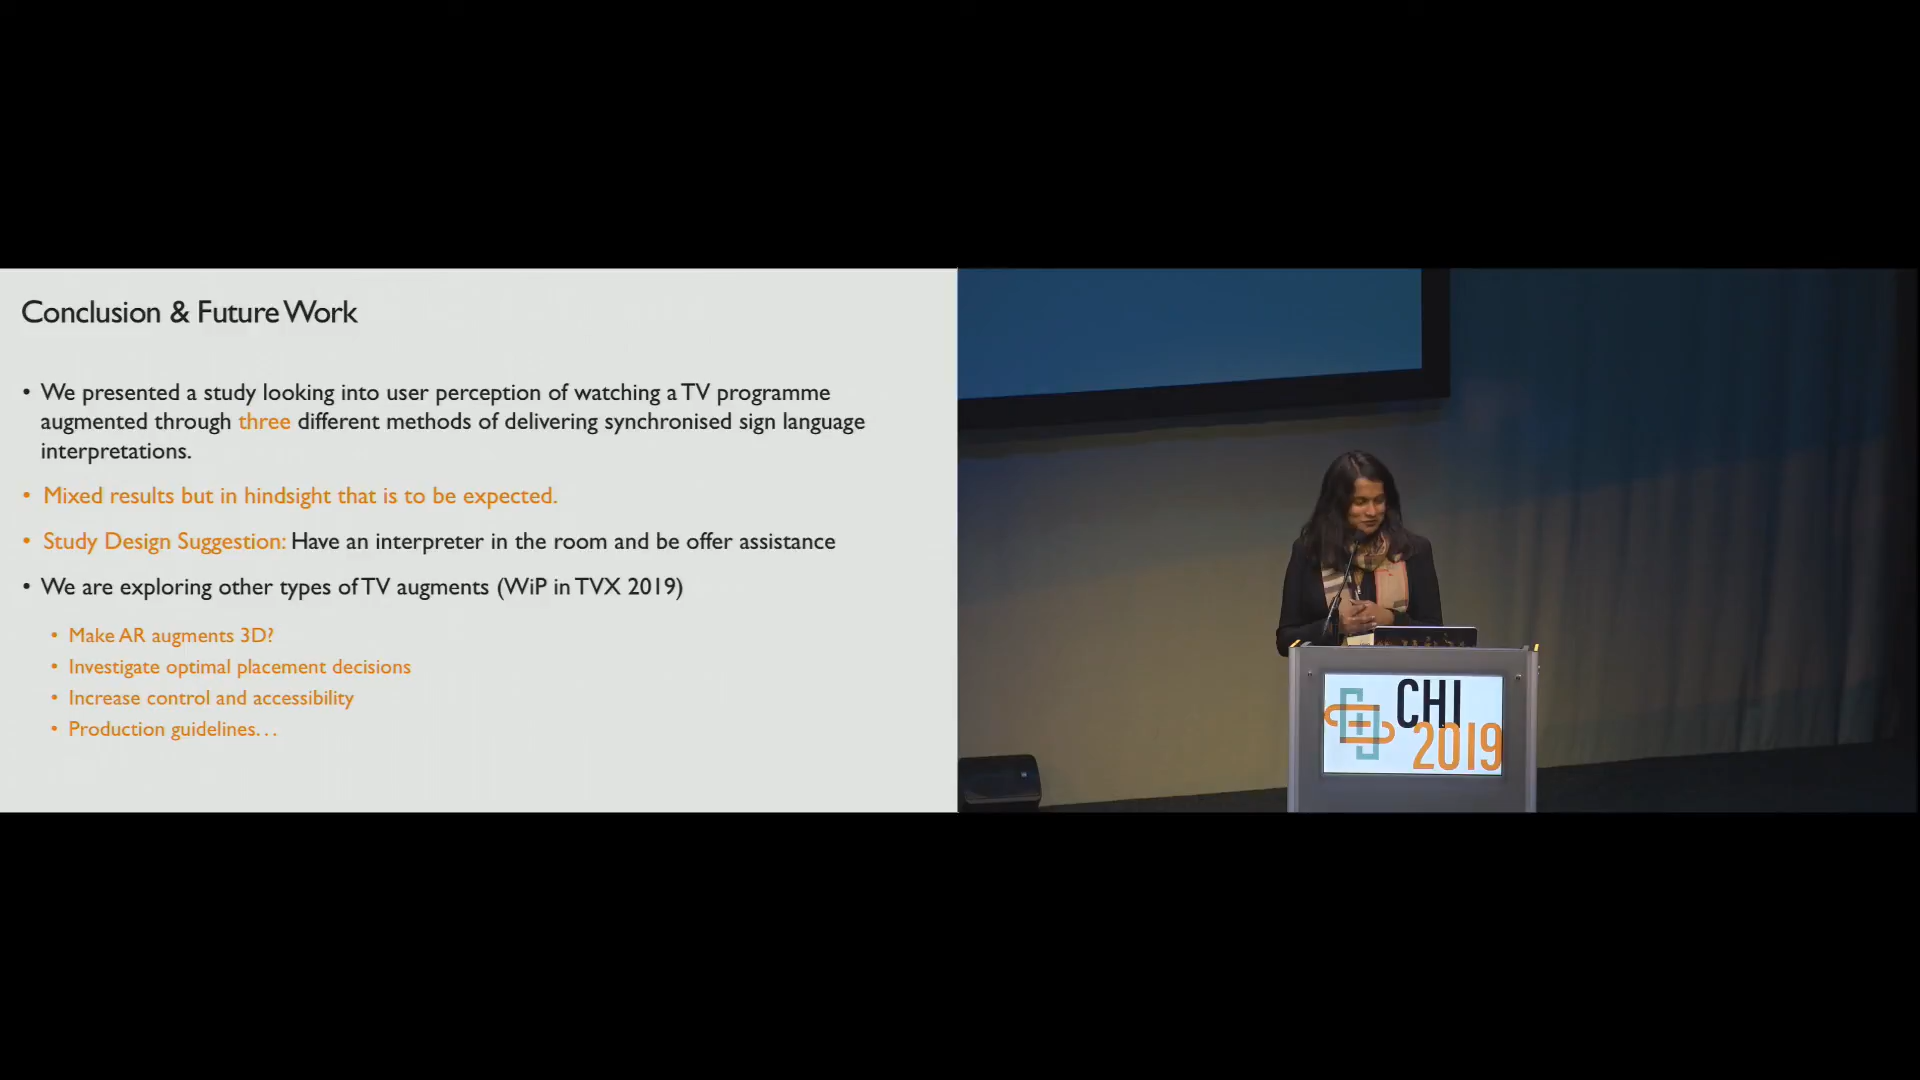 Conclusion & Future Work
• We presented a study looking into user perception of watching a TV programme
augmented through three different methods of delivering synchronised sign language
interpretations.
• Mixed results but in hindsight that is to be expected.
• Study Design Suggestion: Have an interpreter in the room and be offer assistance
• We are exploring other types of TV augments (WiP in TVX 2019)
• Make AR augments 3D?
• Investigate optimal placement decisions
• Increase control and accessibility
• Production guidelines…
CHI
2019